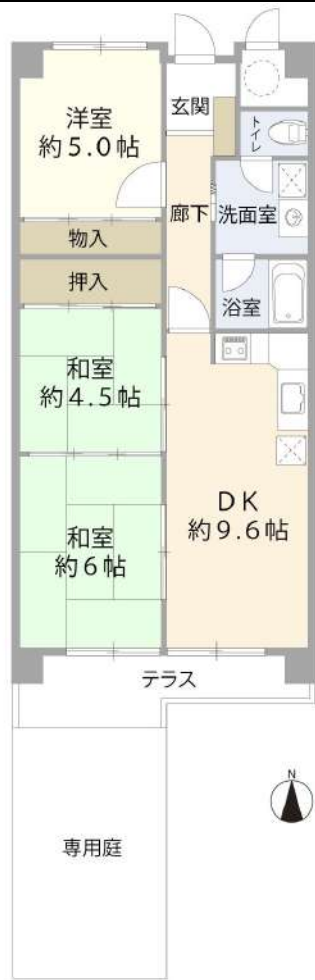 玄関
トイレ
洋室
約5.0帖
廊下
洗面室
物入
押入
浴室
和室
約4.5帖
DK
約9.6帖
和室
約6帖
テラス
N
専用庭